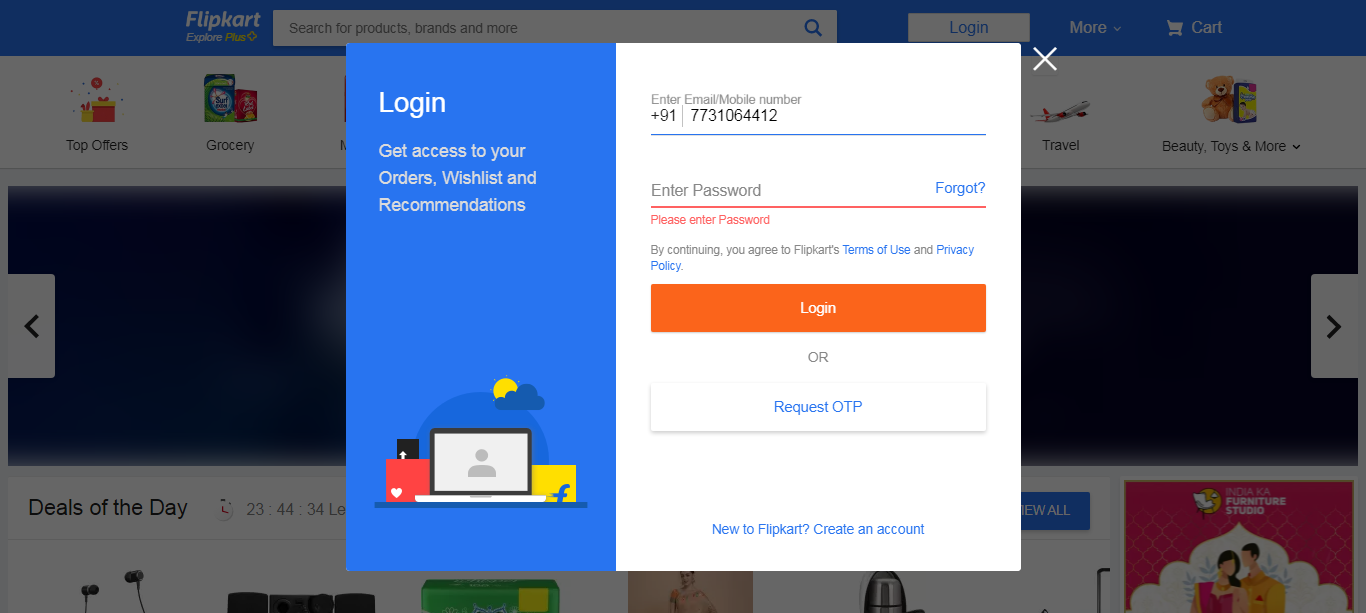 Flipkart
Explore Plus
Search for products, brands and more
Login
More
Cart
Top Offers
Grocery
M
Travel
Beauty, Toys & More
Login
Get access to your
Orders, Wishlist and
Recommendations
Enter Email/Mobile number
+91 7731064412
Enter Password
Forgot?
Please enter Password
By continuing, you agree to Flipkart's Terms of Use and Privacy
Policy.
Login
OR
Request OTP
New to Flipkart? Create an account
Deals of the Day
23 : 44 : 34 Le
IEW ALL
INDIA KA
FURNITURE
STUDIO